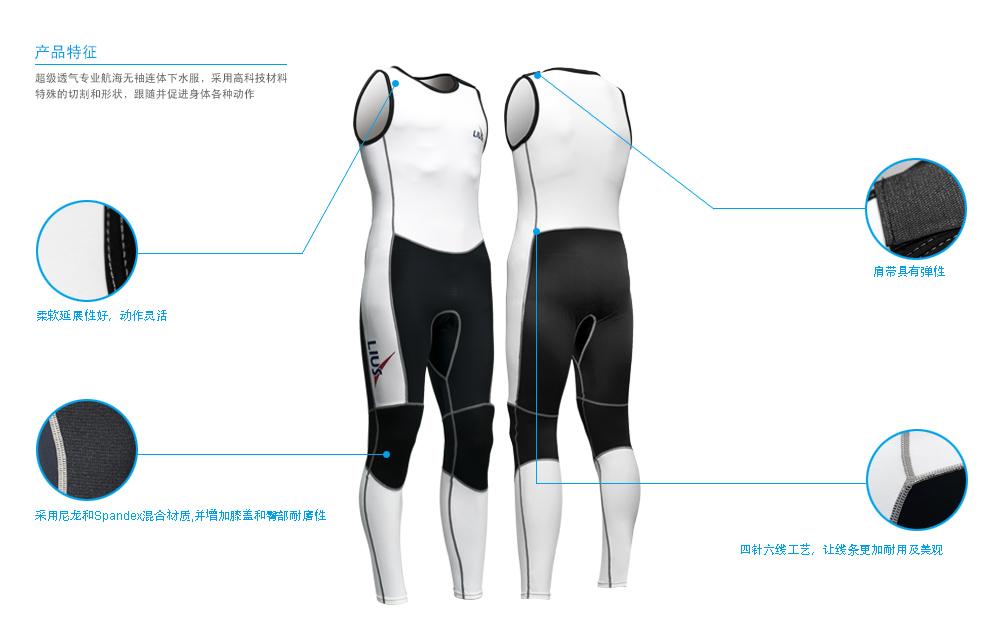 产品特征
超级透气专业航海无袖连体下水服，采用高科技材料
特殊的切割和形状，跟随并促进身体各种动作
LIUS
肩带具有弹性
柔软延展性好，动作灵活
LIUS
采用尼龙和Spandex混合材质,并增加膝盖和臀部耐磨性
四针六线工艺，让线条更加耐用及美观